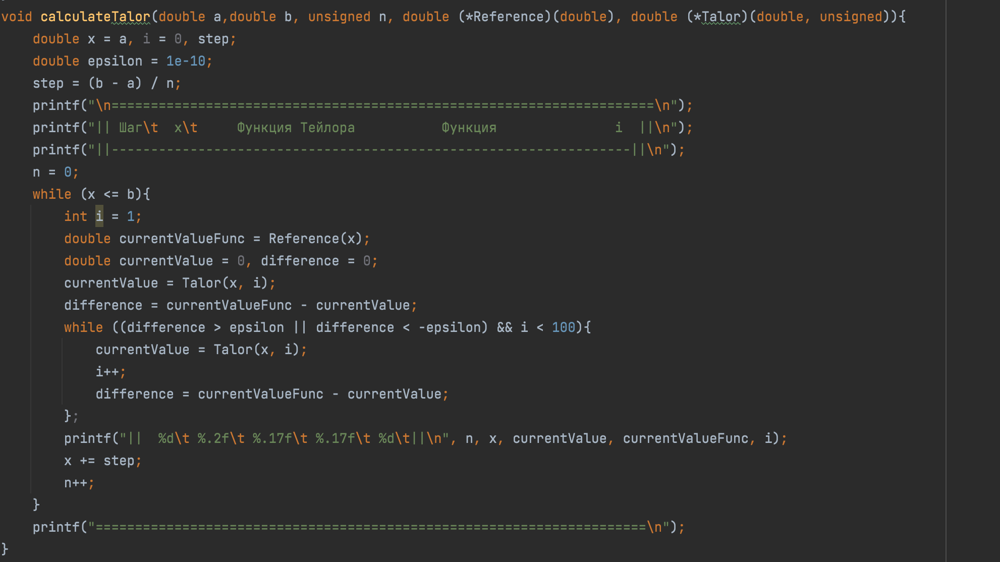 void calculateTalor(double a,double b, unsigned n, double (*Reference)(double), double (*Talor)(double, unsigned)){
    double x = a, i = 0, step;
    double epsilon = 1e-10;
    step = (b - a) / n;
    printf("\n=====================================================================\n");
    printf("|| Шаг\t  x\t     Функция Тейлора           Функция               i  ||\n");
    printf("||------------------------------------------------------------------||\n");
    n = 0;
    while (x <= b){
        int i = 1;
        double currentValueFunc = Reference(x);
        double currentValue = 0, difference = 0;
        currentValue = Talor(x, i);
        difference = currentValueFunc - currentValue;
        while ((difference > epsilon || difference < -epsilon) && i < 100){
            currentValue = Talor(x, i);
            i++;
            difference = currentValueFunc - currentValue;
        };
        printf("||  %d\t %.2f\t %.17f\t %.17f\t %d\t||\n", n, x, currentValue, currentValueFunc, i);
        x += step;
        n++;
    }
    printf("======================================================================\n");
}